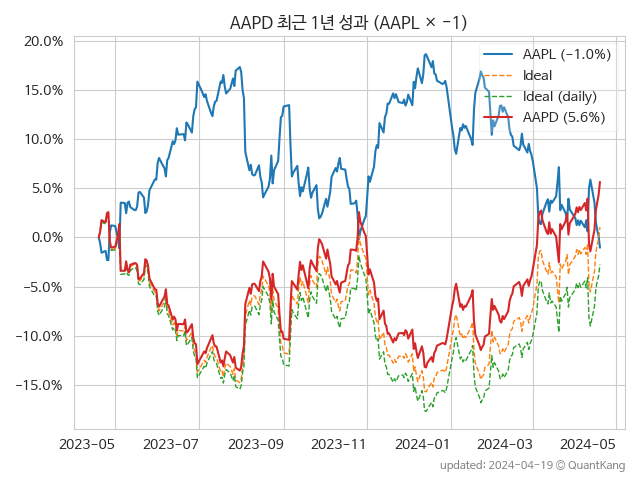 AAPD 최근 1년 성과 (AAPL × −1)
20.0%
15.0%
10.0%
5.0%
0.0%
−5.0%
−10.0%
−15.0%
AAPL (−1.0%)
Ideal
Ideal (daily)
AAPD (5.6%)
2023-05
2023-07
2023-09
2023-11
2024-01
2024-03
2024-05
updated: 2024-04-19 © QuantKang